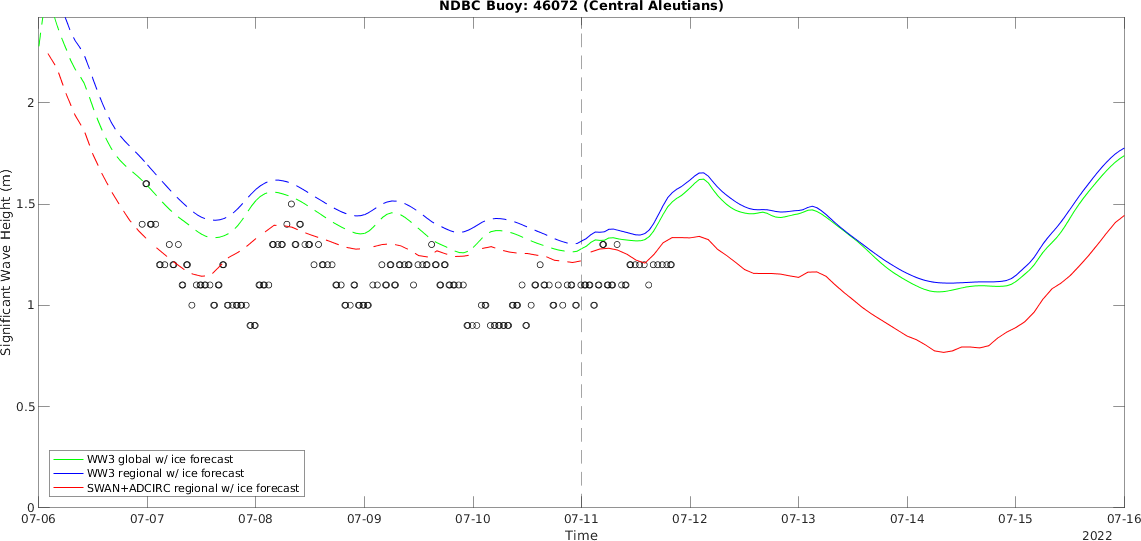 NDBC Buoy: 46072 (Central Aleutians)
Significant Wave Height (m)
2
1.5
1
0.5
0
WW3 global w/ ice forecast
WW3 regional w/ ice forecast
SWAN+ADCIRC regional w/ ice forecast
07-06 07-07 07-08 07-09 07-10 07-11 07-12 07-13 07-14 07-15 07-16
Time
2022